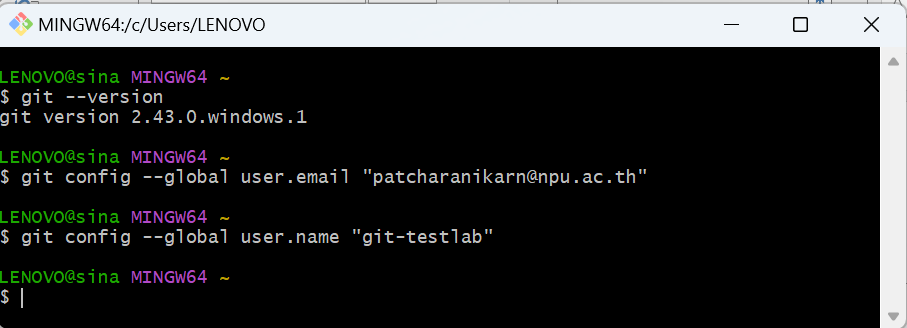 MINGW64:/c/Users/LENOVO
LENOVO@sina MINGW64 ~
$ git --version
git version 2.43.0.windows.1
LENOVO@sina MINGW64 ~
$ git config --global user.email "patcharanikarn@npu.ac.th"
LENOVO@sina MINGW64 ~
$ git config --global user.name "git-testlab"
LENOVO@sina MINGW64 ~
$